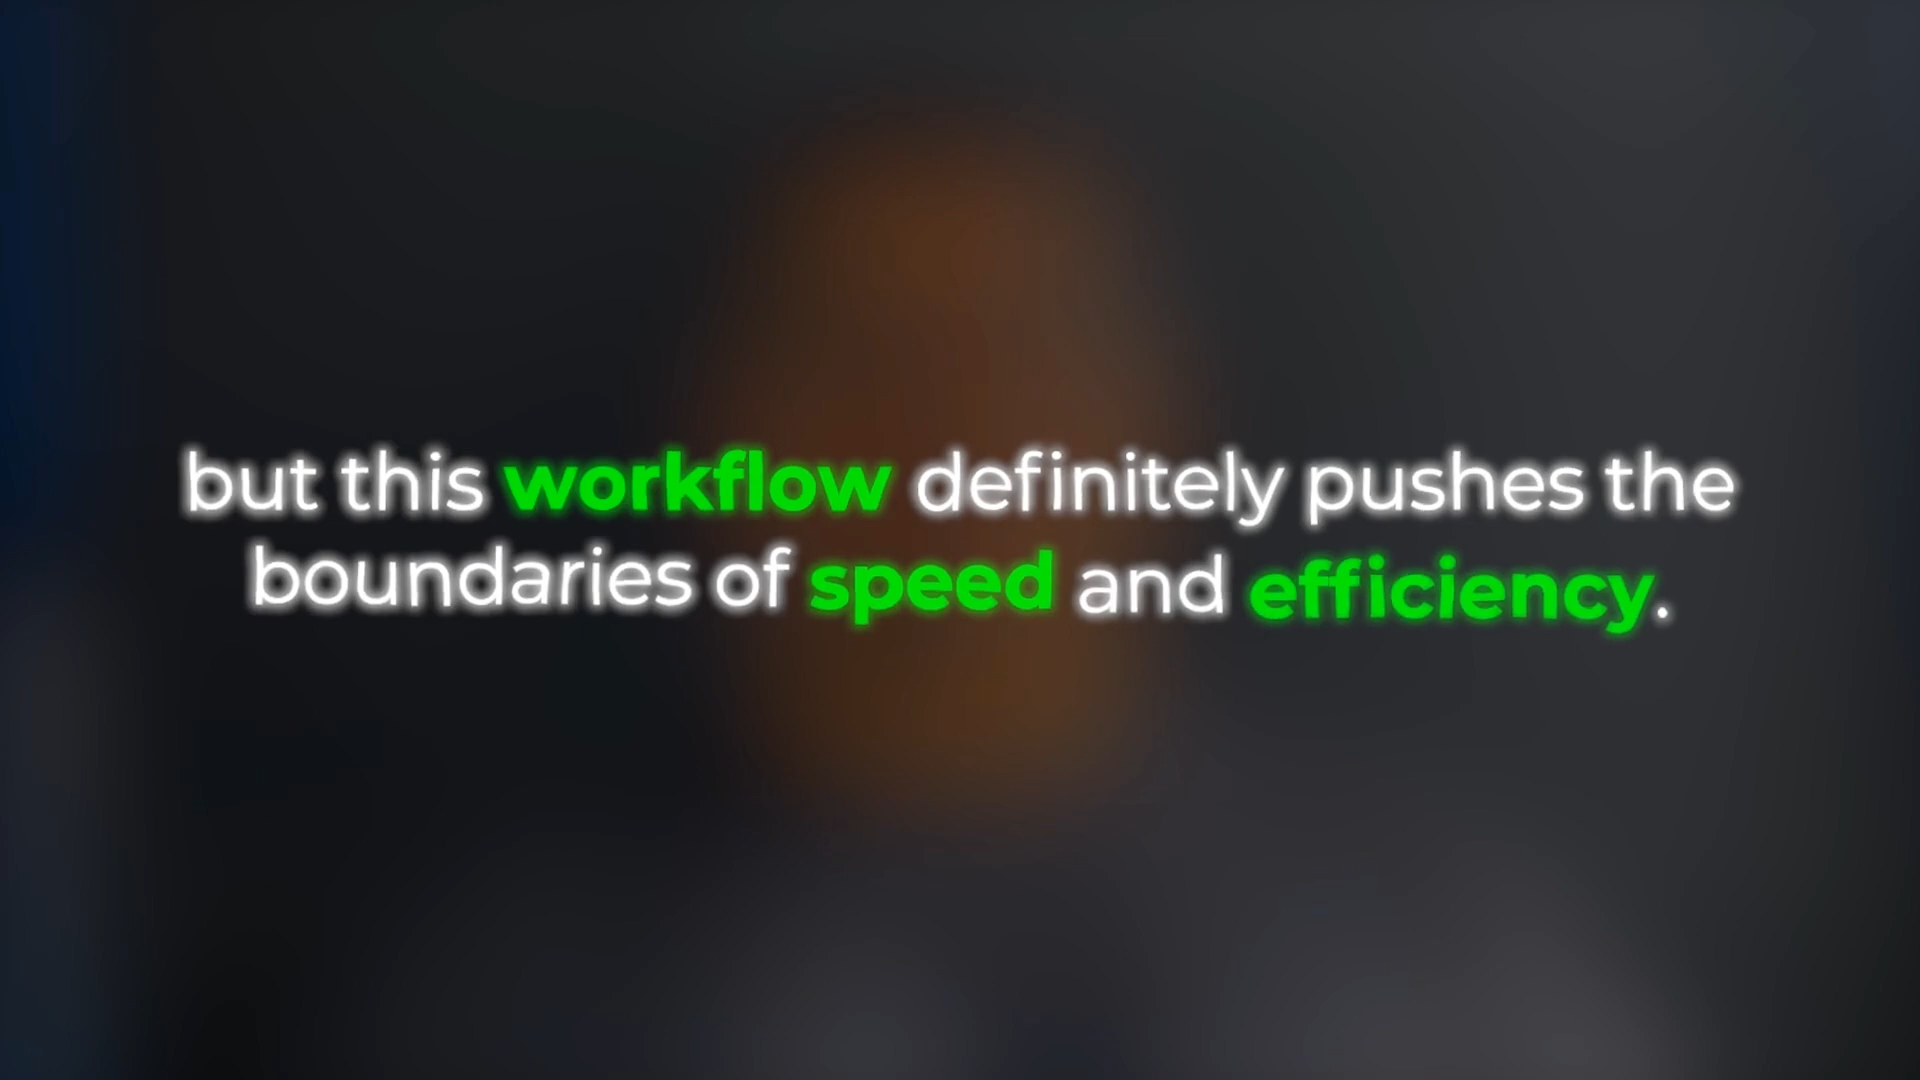 but this workflow definitely pushes the
boundaries of speed and efficiency.